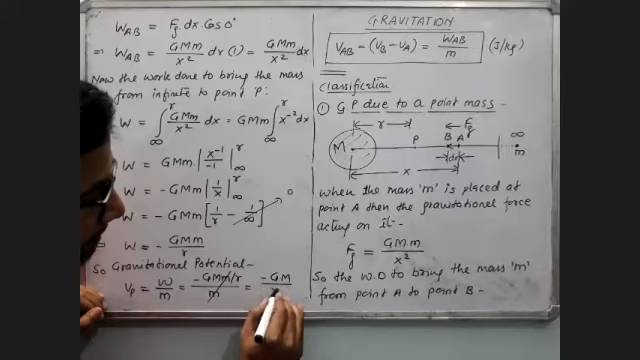 W_AB = F_g . dx . Cos 0°
⇒ W_AB = GMm/x² dx (1) = GMm/x² dx
Now the work done to bring the mass
from infinite to point P:
W = ∫_∞^r GMm/x² dx = GMm ∫_∞^r x⁻² dx
W = GMm |x⁻¹/-1|_∞^r
W = -GMm |1/x|_∞^r
W = -GMm [1/r - 1/∞] 0
⇒ W = - GMm/r
So Gravitational Potential-
V_P = W/m = -GMm/r / m = -GM
GRAVITATION
V_AB = (V_B - V_A) = W_AB/m (J/kg)
Classification
① G.P due to a point mass -
r F_g
M P B A ∞
dx m
x
when the mass 'm' is placed at
point A then the gravitational force
acting on it-
F_g = GMm/x²
So the W.D to bring the mass 'm'
from point A to point B -